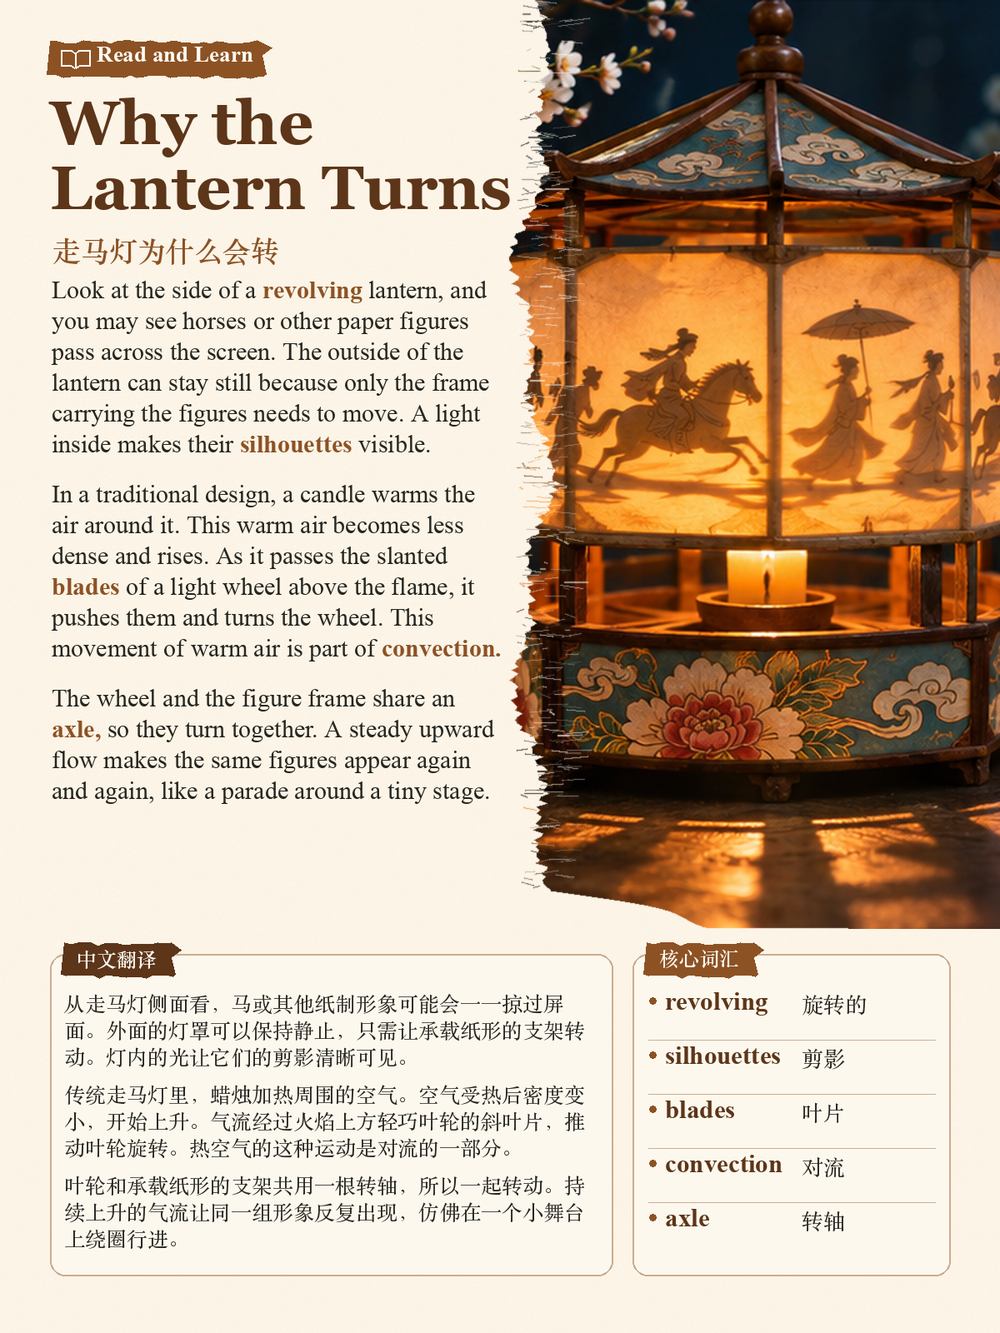 Read and Learn
Why the
Lantern Turns
走马灯为什么会转
Look at the side of a revolving lantern, and
you may see horses or other paper figures
pass across the screen. The outside of the
lantern can stay still because only the frame
carrying the figures needs to move. A light
inside makes their silhouettes visible.
In a traditional design, a candle warms the
air around it. This warm air becomes less
dense and rises. As it passes the slanted
blades of a light wheel above the flame, it
pushes them and turns the wheel. This
movement of warm air is part of convection.
The wheel and the figure frame share an
axle, so they turn together. A steady upward
flow makes the same figures appear again
and again, like a parade around a tiny stage.
中文翻译
从走马灯侧面看，马或其他纸制形象可能会一一掠过屏
面。外面的灯罩可以保持静止，只需让承载纸形的支架转
动。灯内的光让它们的剪影清晰可见。
传统走马灯里，蜡烛加热周围的空气。空气受热后密度变
小，开始上升。气流经过火焰上方轻巧叶轮的斜叶片，推
动叶轮旋转。热空气的这种运动是对流的一部分。
叶轮和承载纸形的支架共用一根转轴，所以一起转动。持
续上升的气流让同一组形象反复出现，仿佛在一个小舞台
上绕圈行进。
核心词汇
• revolving 旋转的
• silhouettes 剪影
• blades 叶片
• convection 对流
• axle 转轴